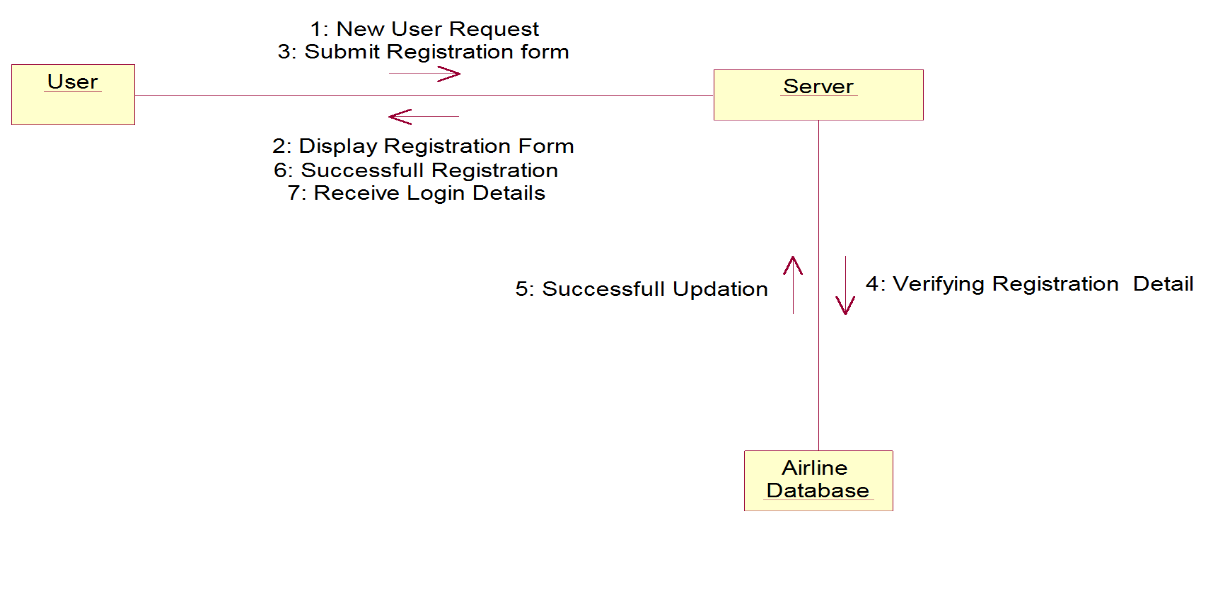 1: New User Request
3: Submit Registration form
User
Server
2: Display Registration Form
6: Successfull Registration
7: Receive Login Details
5: Successfull Updation
4: Verifying Registration  Detail
Airline
Database